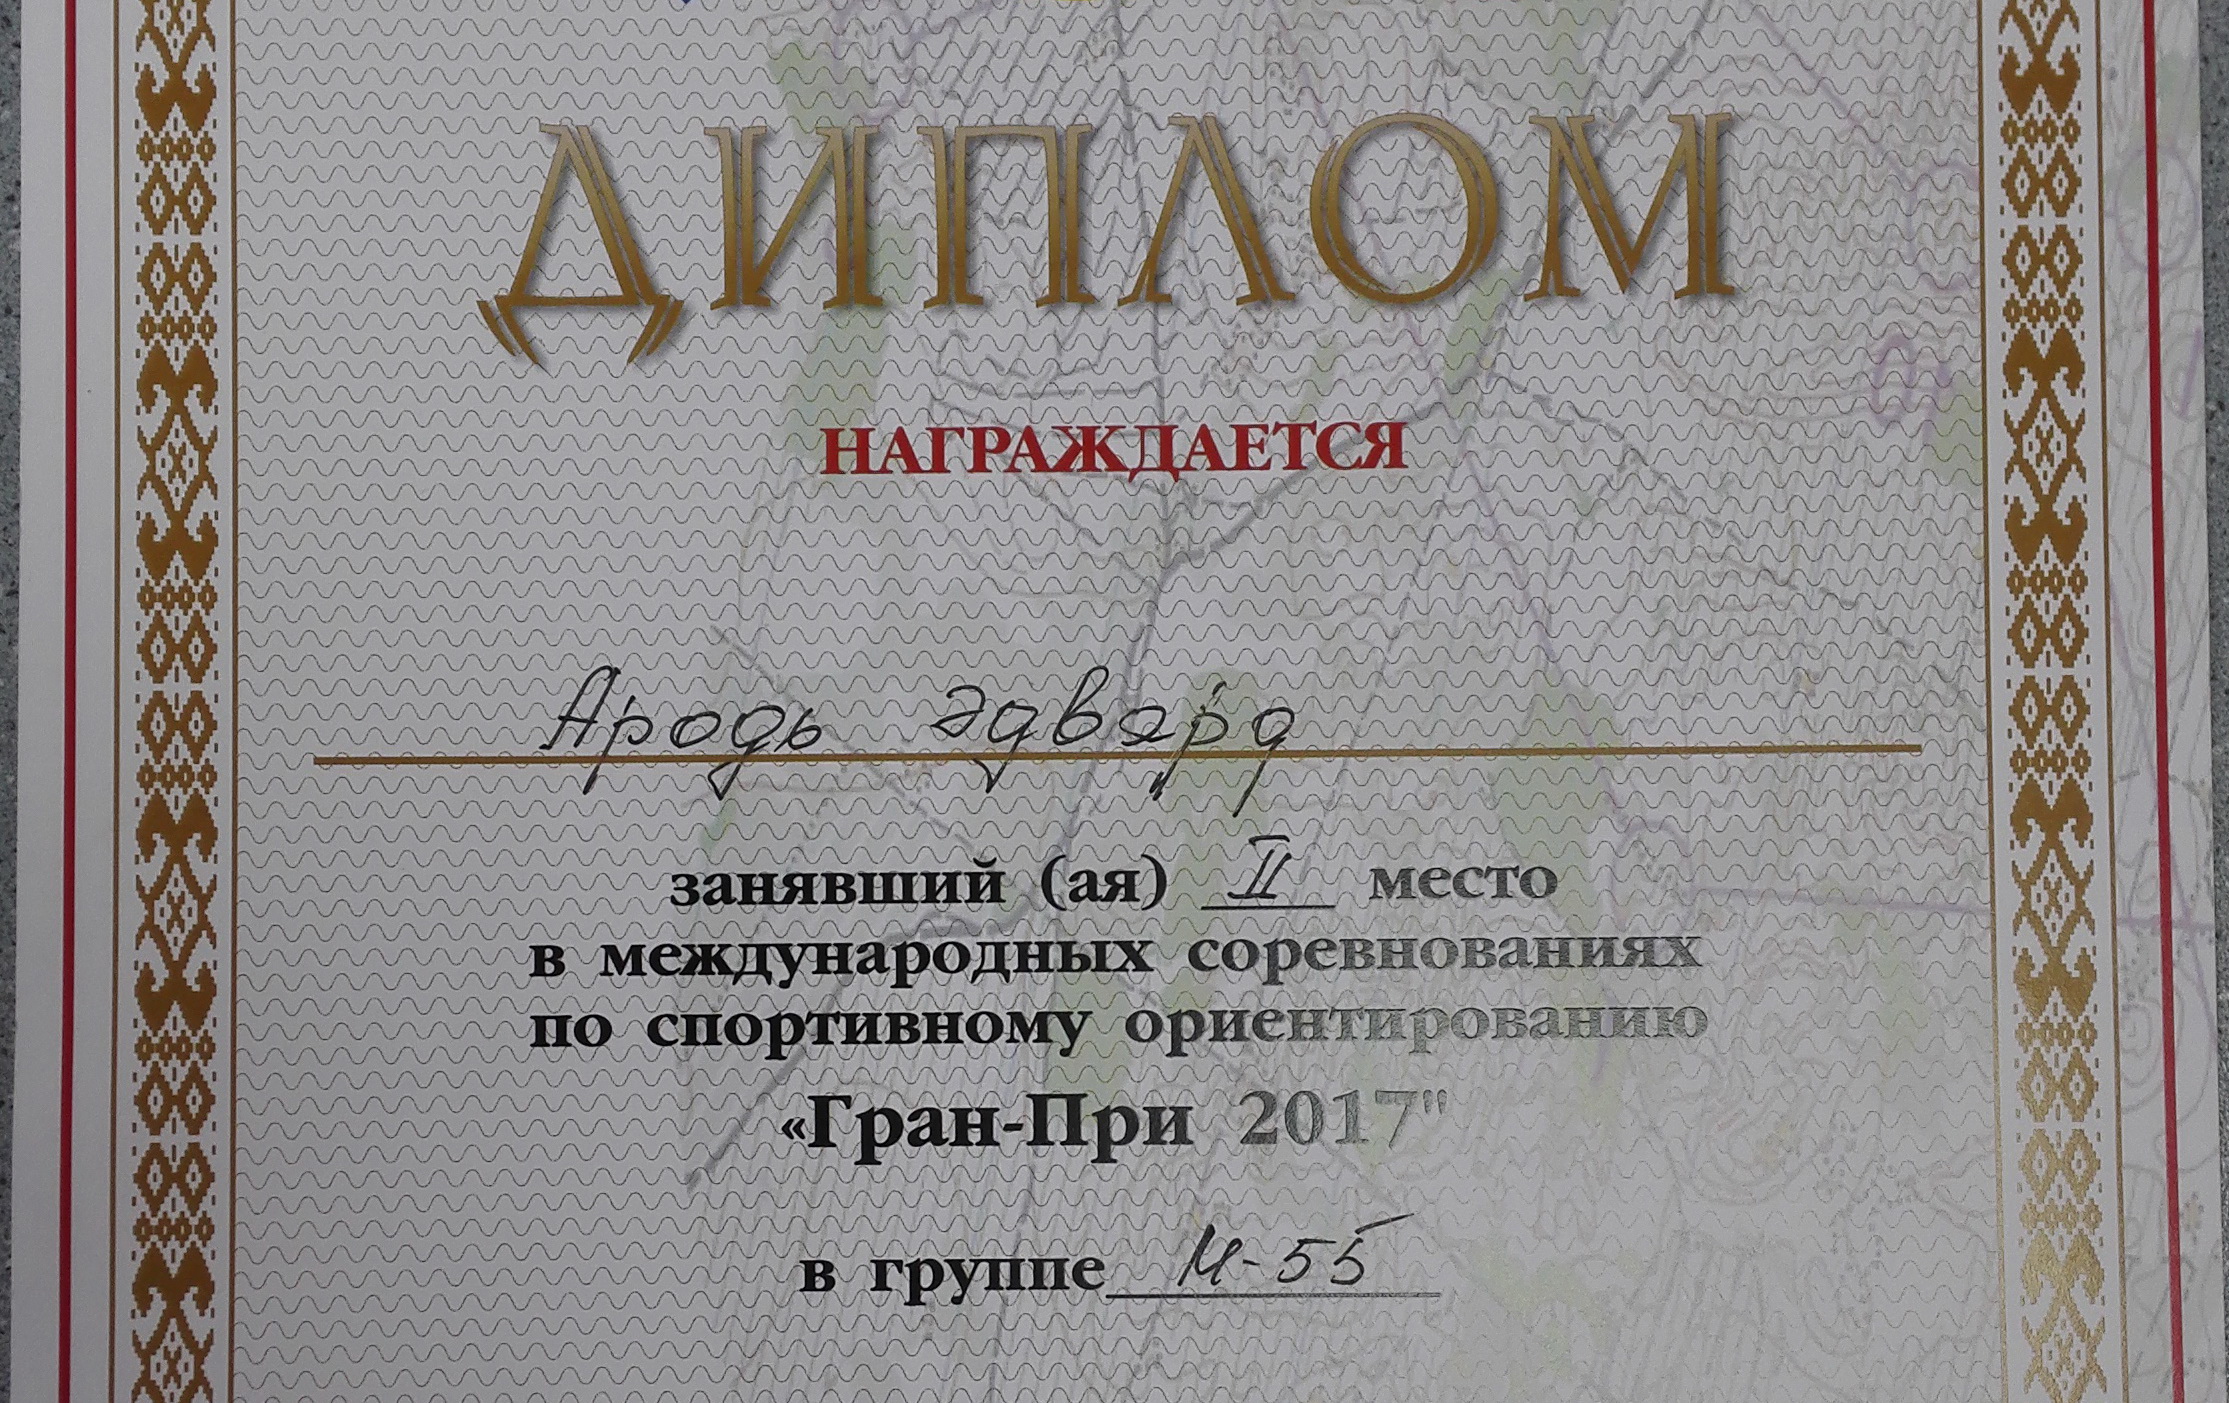 ДИПЛОМ
НАГРАЖДАЕТСЯ
Ародь Эдвард
занявший (ая) II место
в международных соревнованиях
по спортивному ориентированию
«Гран-При 2017"
в группе М-55